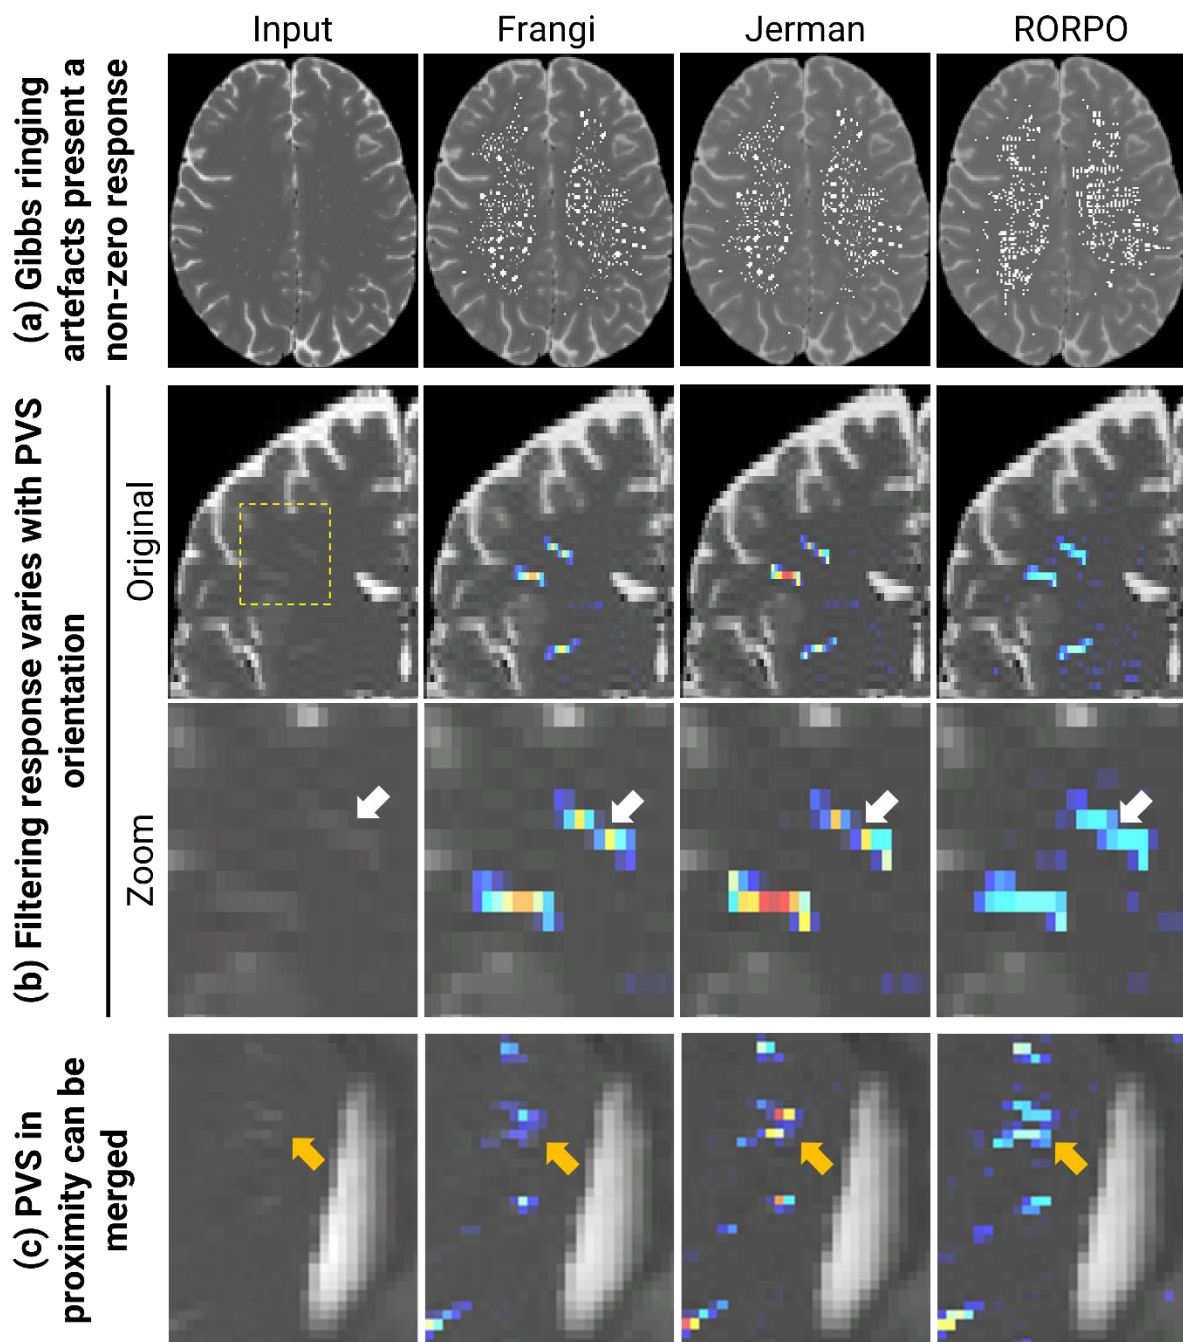 Input
Frangi
Jerman
RORPO
(a) Gibbs ringing
artefacts present a
non-zero response
(b) Filtering response varies with PVS
orientation
Original
Zoom
(c) PVS in
proximity can be
merged